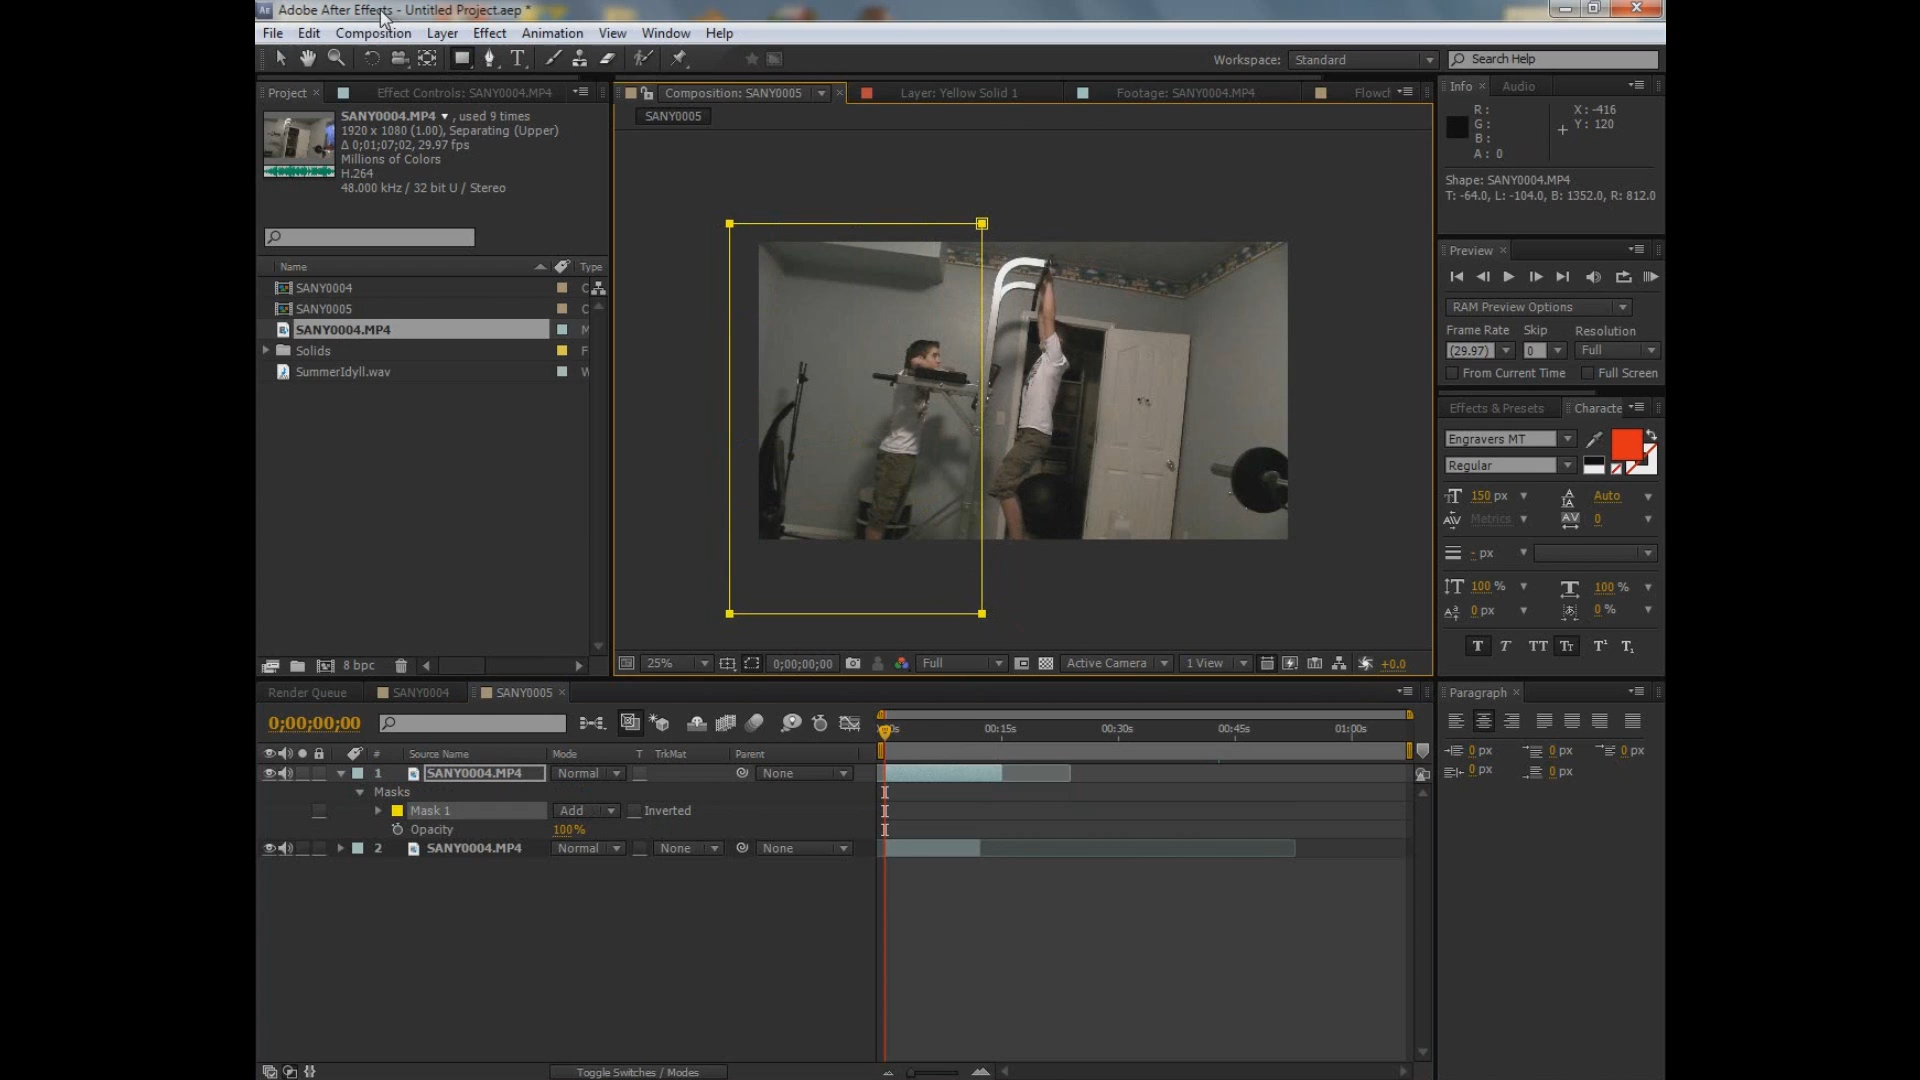 Adobe After Effects - Untitled Project.aep *
File Edit Composition Layer Effect Animation View Window Help
Workspace: Standard Search Help
Project Effect Controls: SANY0004.MP4 Composition: SANY0005 Layer: Yellow Solid 1 Footage: SANY0004.MP4 Flowch Info Audio
SANY0005
SANY0004.MP4 , used 9 times
1920 x 1080 (1.00), Separating (Upper)
Δ 0;01;07;02, 29.97 fps
Millions of Colors
H.264
48.000 kHz / 32 bit U / Stereo
R :
G :
B :
A : 0
X : -416
Y : 120
Shape: SANY0004.MP4
T: -64.0, L: -104.0, B: 1352.0, R: 812.0
Name Type
SANY0004 C
SANY0005 C
SANY0004.MP4 M
Solids F
SummerIdyll.wav W
8 bpc
Preview
RAM Preview Options
Frame Rate Skip Resolution
(29.97) 0 Full
From Current Time Full Screen
Effects & Presets Characte
Engravers MT
Regular
150 px Auto
Metrics 0
- px
100 % 100 %
0 px 0 %
T T TT Tт T¹ T₁
25% 0;00;00;00 Full Active Camera 1 View +0.0
Render Queue SANY0004 SANY0005
0;00;00;00
00:15s 00:30s 00:45s 01:00s
# Source Name Mode T TrkMat Parent
1 SANY0004.MP4 Normal None
Masks
Mask 1 Add Inverted
Opacity 100%
2 SANY0004.MP4 Normal None None
Toggle Switches / Modes
Paragraph
0 px 0 px 0 px
0 px 0 px